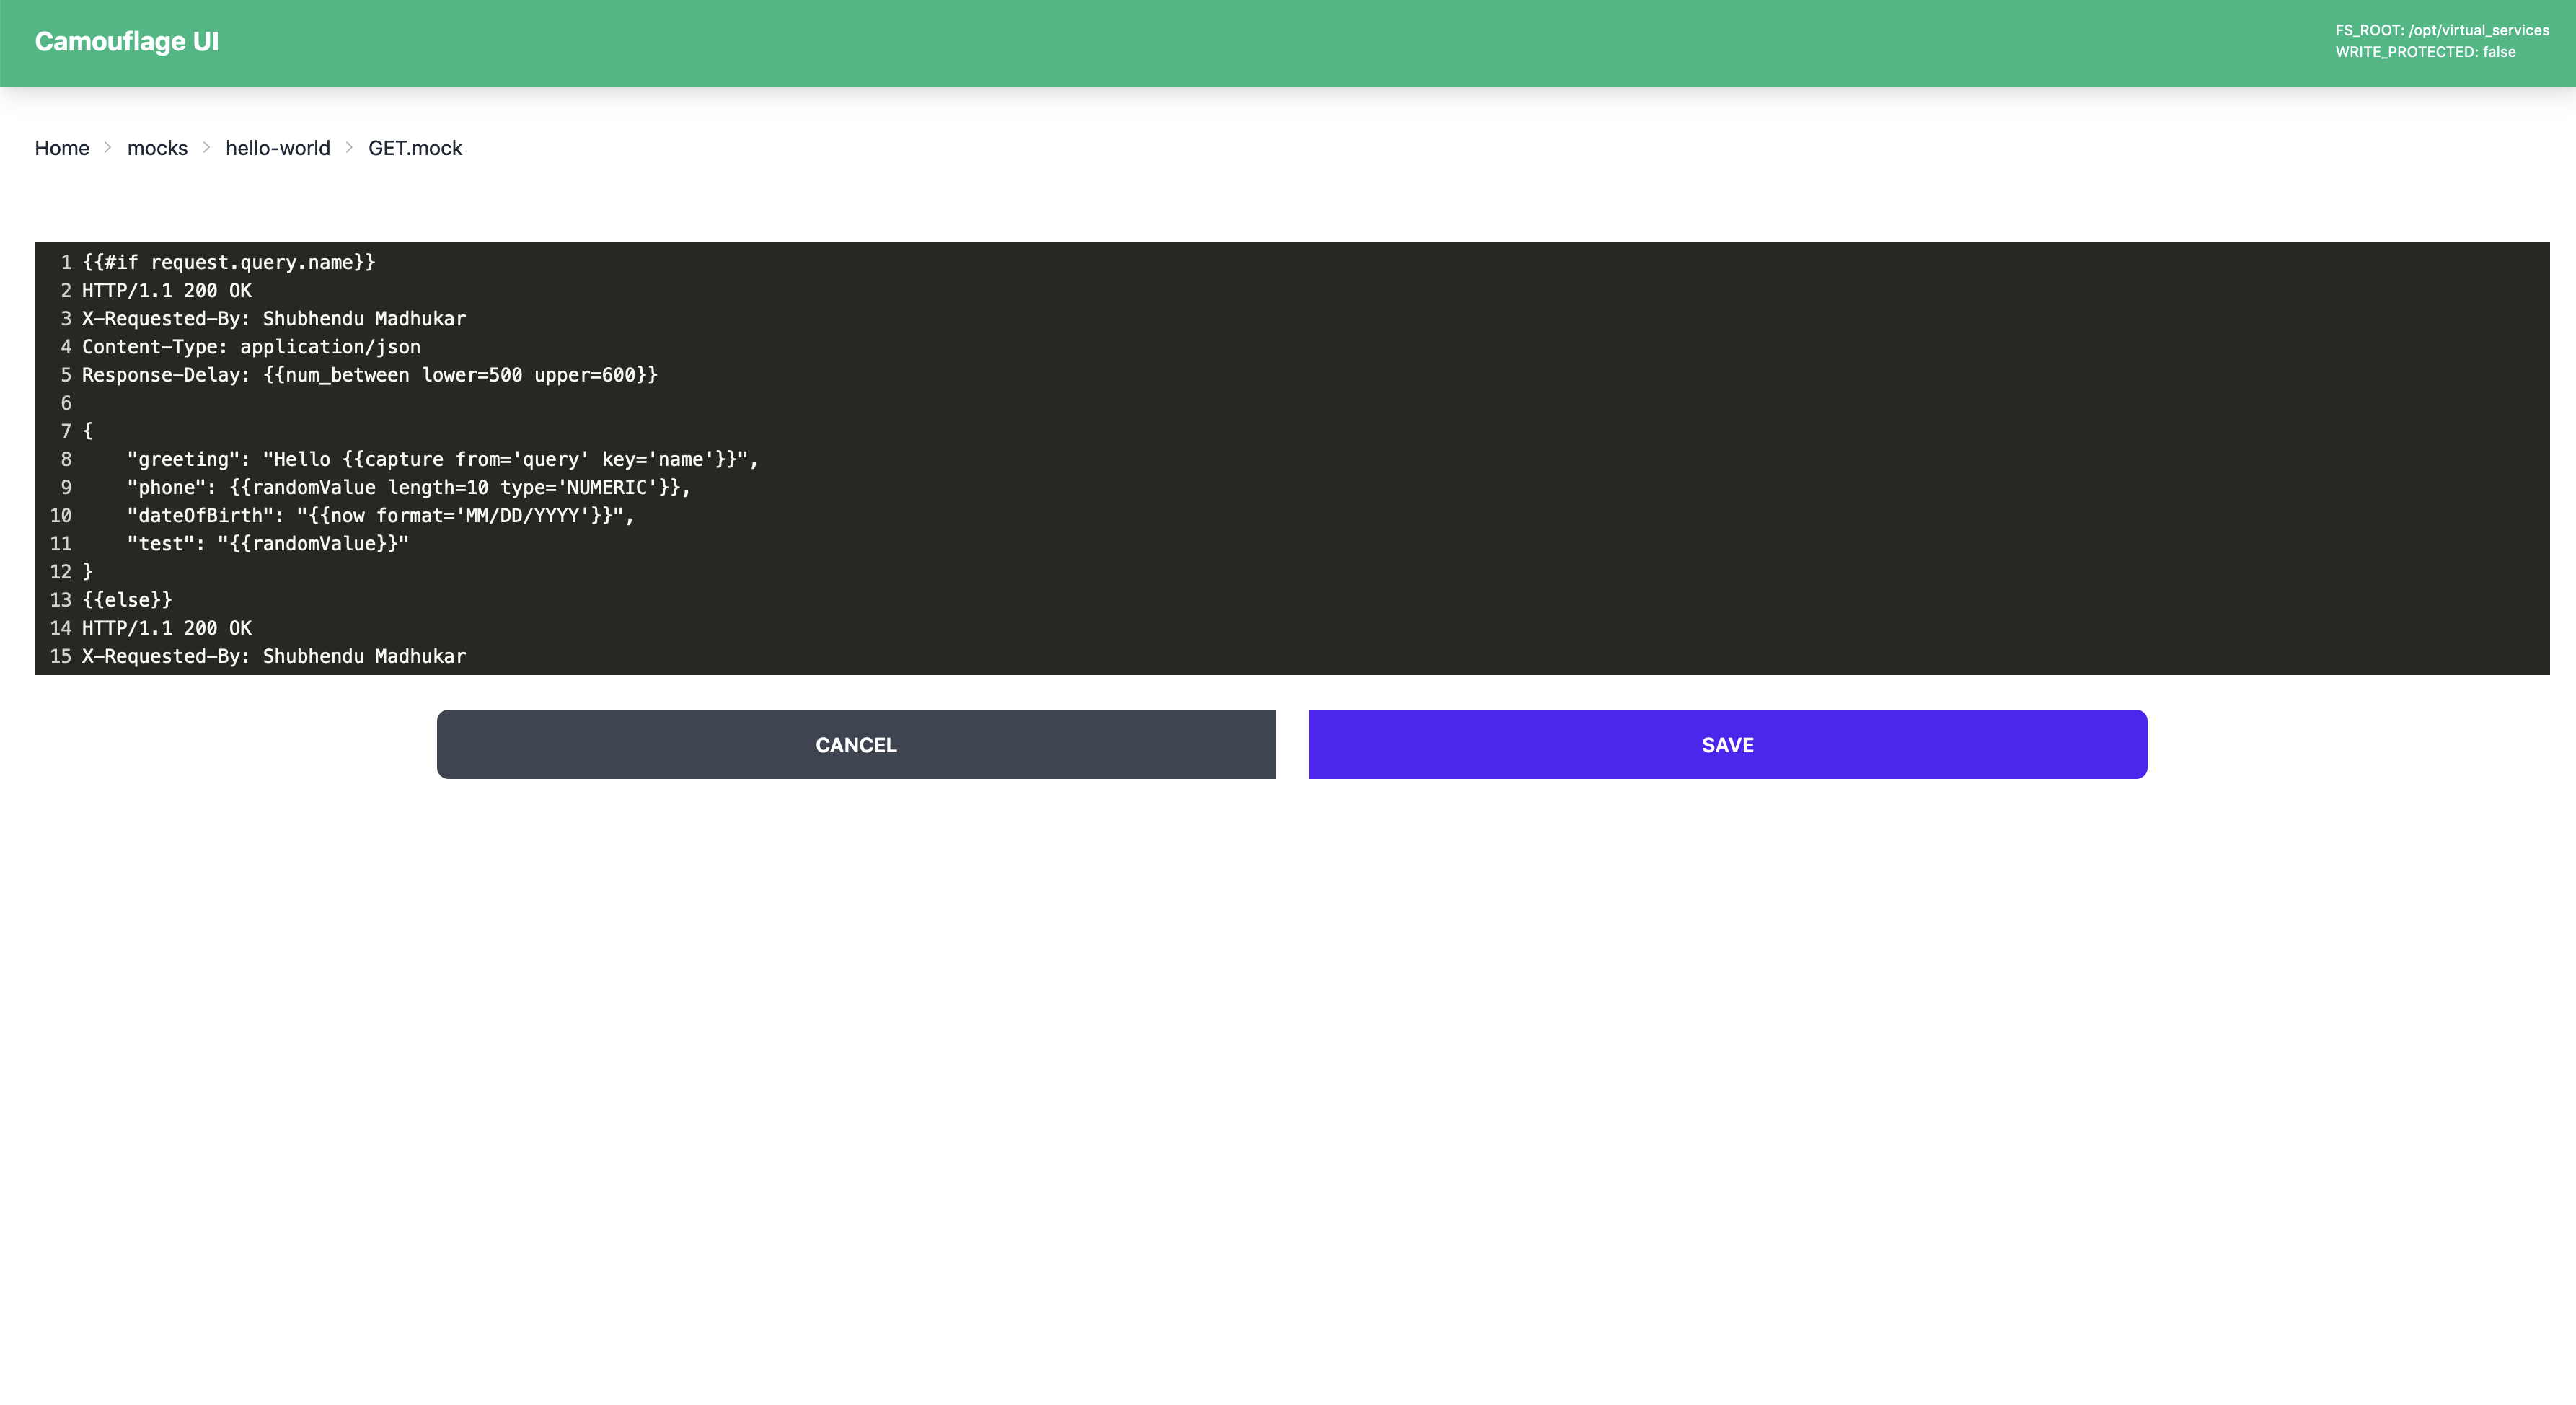 Camouflage UI
FS_ROOT: /opt/virtual_services
WRITE_PROTECTED: false
Home > mocks > hello-world > GET.mock
1 {{#if request.query.name}}
2 HTTP/1.1 200 OK
3 X-Requested-By: Shubhendu Madhukar
4 Content-Type: application/json
5 Response-Delay: {{num_between lower=500 upper=600}}
6
7 {
8     "greeting": "Hello {{capture from='query' key='name'}}",
9     "phone": {{randomValue length=10 type='NUMERIC'}},
10     "dateOfBirth": "{{now format='MM/DD/YYYY'}}",
11     "test": "{{randomValue}}"
12 }
13 {{else}}
14 HTTP/1.1 200 OK
15 X-Requested-By: Shubhendu Madhukar
CANCEL
SAVE